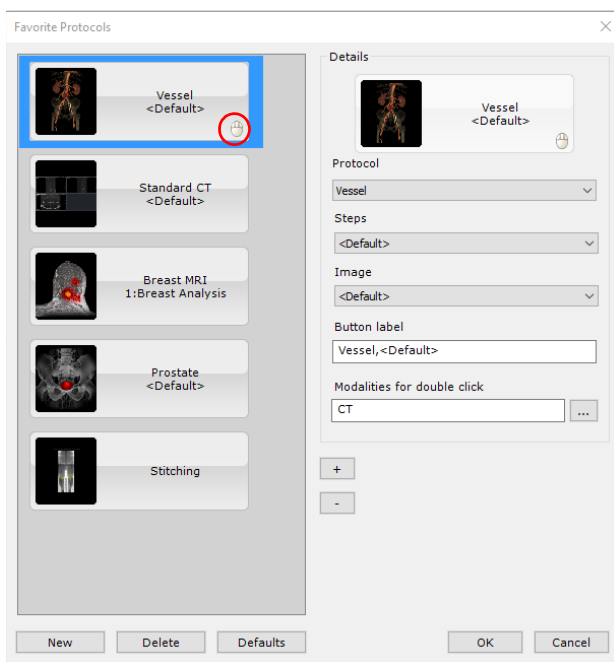 Favorite Protocols
Vessel
<Default>
Standard CT
<Default>
Breast MRI
1:Breast Analysis
Prostate
<Default>
Stitching
Details
Vessel
<Default>
Protocol
Vessel
Steps
<Default>
Image
<Default>
Button label
Vessel,<Default>
Modalities for double click
CT
...
+
-
New
Delete
Defaults
OK
Cancel